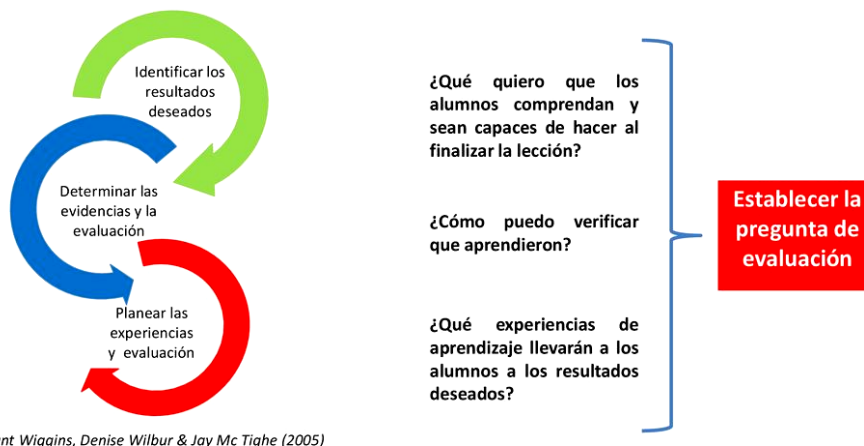 Identificar los
resultados
deseados
Determinar las
evidencias y la
evaluación
Planear las
experiencias
y evaluación
¿Qué quiero que los
alumnos comprendan y
sean capaces de hacer al
finalizar la lección?
¿Cómo puedo verificar
que aprendieron?
¿Qué experiencias de
aprendizaje llevarán a los
alumnos a los resultados
deseados?
Establecer la
pregunta de
evaluación
Wiggins, Denise Wilbur & Jay Mc Tighe (2005)